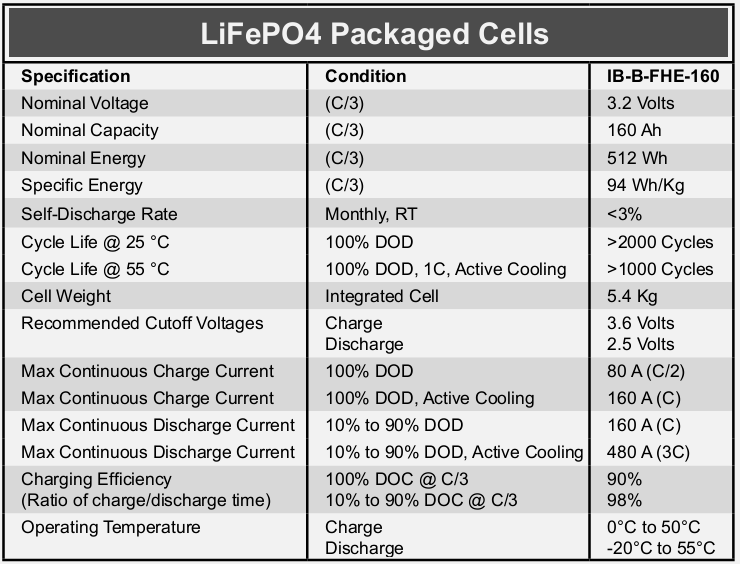 LiFePO4 Packaged Cells
Specification Condition IB-B-FHE-160
Nominal Voltage (C/3) 3.2 Volts
Nominal Capacity (C/3) 160 Ah
Nominal Energy (C/3) 512 Wh
Specific Energy (C/3) 94 Wh/Kg
Self-Discharge Rate Monthly, RT <3%
Cycle Life @ 25 °C 100% DOD >2000 Cycles
Cycle Life @ 55 °C 100% DOD, 1C, Active Cooling >1000 Cycles
Cell Weight Integrated Cell 5.4 Kg
Recommended Cutoff Voltages Charge 3.6 Volts
Discharge 2.5 Volts
Max Continuous Charge Current 100% DOD 80 A (C/2)
Max Continuous Charge Current 100% DOD, Active Cooling 160 A (C)
Max Continuous Discharge Current 10% to 90% DOD 160 A (C)
Max Continuous Discharge Current 10% to 90% DOD, Active Cooling 480 A (3C)
Charging Efficiency 100% DOC @ C/3 90%
(Ratio of charge/discharge time) 10% to 90% DOC @ C/3 98%
Operating Temperature Charge 0°C to 50°C
Discharge -20°C to 55°C